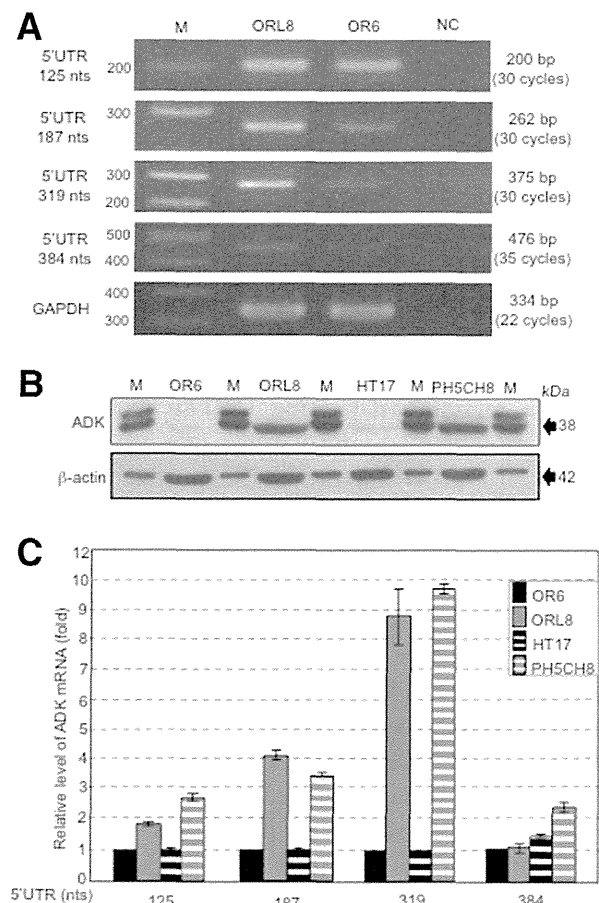 A
M ORL8 OR6 NC
5'UTR 125 nts 200 200 bp (30 cycles)
5'UTR 187 nts 300 262 bp (30 cycles)
5'UTR 319 nts 300 200 375 bp (30 cycles)
5'UTR 384 nts 500 400 476 bp (35 cycles)
GAPDH 400 300 334 bp (22 cycles)
B
M OR6 M ORL8 M HT17 M PH5CH8 M kDa
ADK 38
β-actin 42
C
Relative level of ADK mRNA (fold)
12
10
9
8
7
6
5
4
3
2
1
0
OR6
ORL8
HT17
PH5CH8
5'UTR (nts) 125 187 319 384